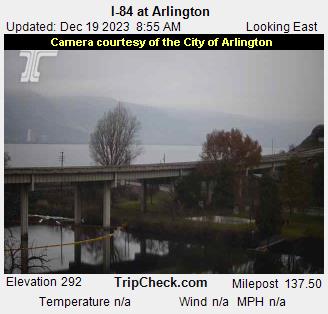 I-84 at Arlington
Updated: Dec 19 2023 8:55 AM Looking East
Camera courtesy of the City of Arlington
Elevation 292 TripCheck.com Milepost 137.50
Temperature n/a Wind n/a MPH n/a